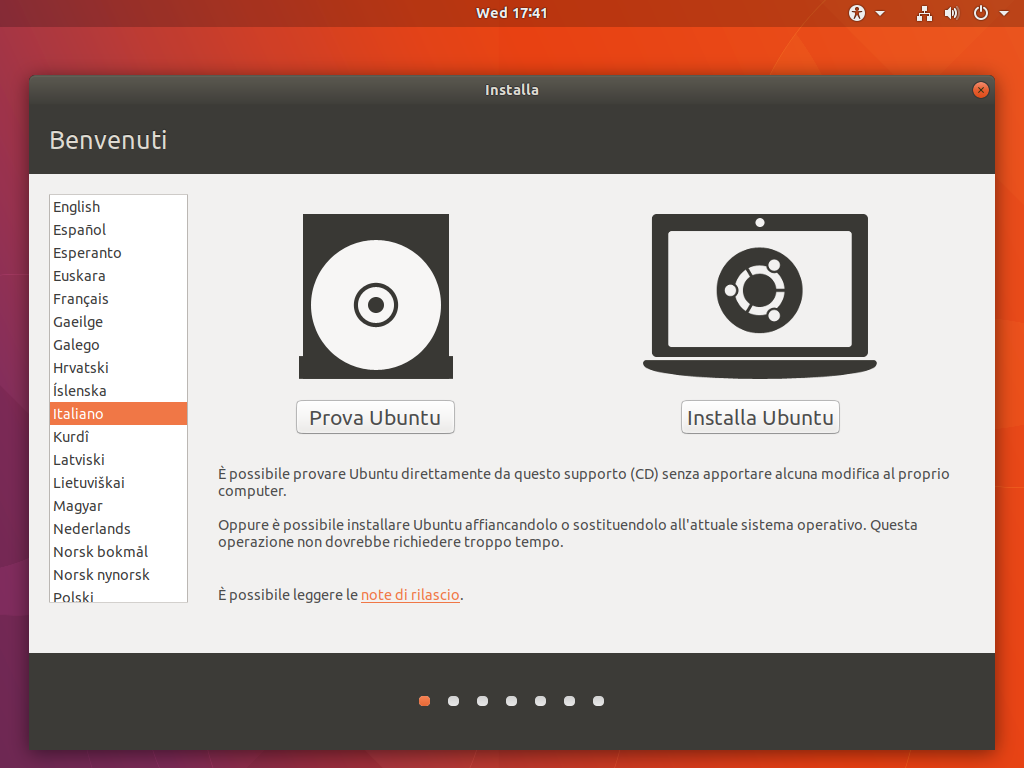 Wed 17:41
Installa
Benvenuti
English
Español
Esperanto
Euskara
Français
Gaeilge
Galego
Hrvatski
Íslenska
Italiano
Kurdî
Latviski
Lietuviškai
Magyar
Nederlands
Norsk bokmål
Norsk nynorsk
Polski
Prova Ubuntu
Installa Ubuntu
È possibile provare Ubuntu direttamente da questo supporto (CD) senza apportare alcuna modifica al proprio
computer.
Oppure è possibile installare Ubuntu affiancandolo o sostituendolo all'attuale sistema operativo. Questa
operazione non dovrebbe richiedere troppo tempo.
È possibile leggere le note di rilascio.